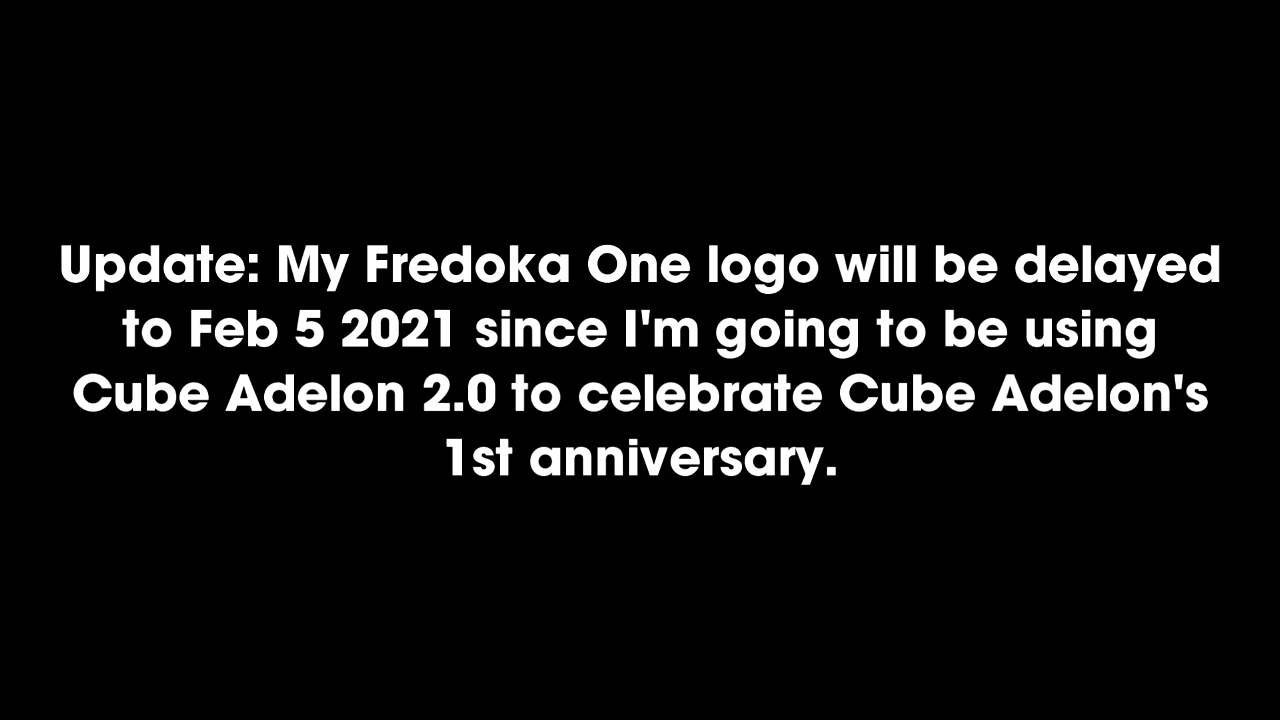 Update: My Fredoka One logo will be delayed
to Feb 5 2021 since I'm going to be using
Cube Adelon 2.0 to celebrate Cube Adelon's
1st anniversary.